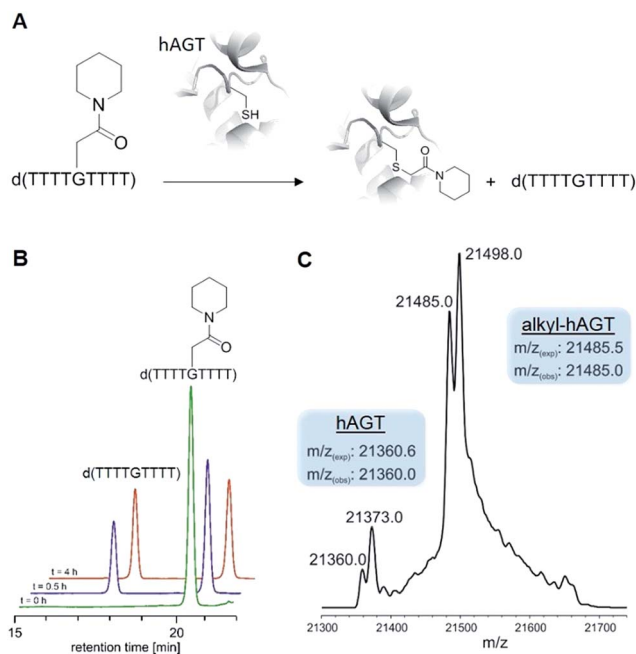 A
hAGT
SH
N
O
d(TTTTGTTTT)
S
O
N
+ d(TTTTGTTTT)
B
N
O
d(TTTTGTTTT)
d(TTTTGTTTT)
t = 4 h
t = 0.5 h
t = 0h
15 20
retention time [min]
C
21498.0
21485.0
alkyl-hAGT
m/z(exp): 21485.5
m/z(obs): 21485.0
hAGT
m/z(exp): 21360.6
m/z(obs): 21360.0
21373.0
21360.0
21300 21400 21500 21600 21700
m/z